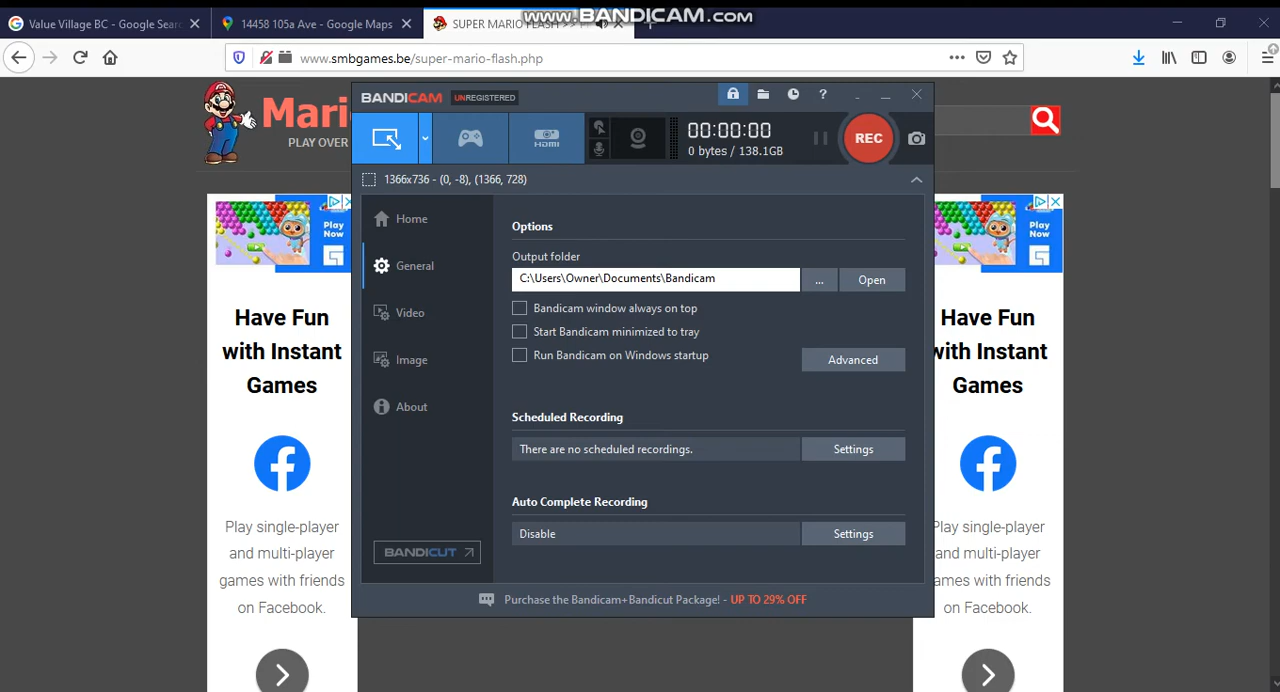 Value Village BC - Google Sear
14458 105a Ave - Google Maps
SUPER MARIO FLASH
www.BANDICAM.com
www.smbgames.be/super-mario-flash.php
Mari
PLAY OVER
BANDICAM UNREGISTERED
?
HDMI
00:00:00
0 bytes / 138.1GB
REC
1366x736 - (0, -8), (1366, 728)
Home
General
Video
Image
About
BANDICUT
Options
Output folder
C:\Users\Owner\Documents\Bandicam
...
Open
Bandicam window always on top
Start Bandicam minimized to tray
Run Bandicam on Windows startup
Advanced
Scheduled Recording
There are no scheduled recordings.
Settings
Auto Complete Recording
Disable
Settings
Purchase the Bandicam+Bandicut Package! - UP TO 29% OFF
Play
Now
Have Fun
with Instant
Games
Play single-player
and multi-player
games with friends
on Facebook.
Play
Now
Have Fun
with Instant
Games
Play single-player
and multi-player
games with friends
on Facebook.